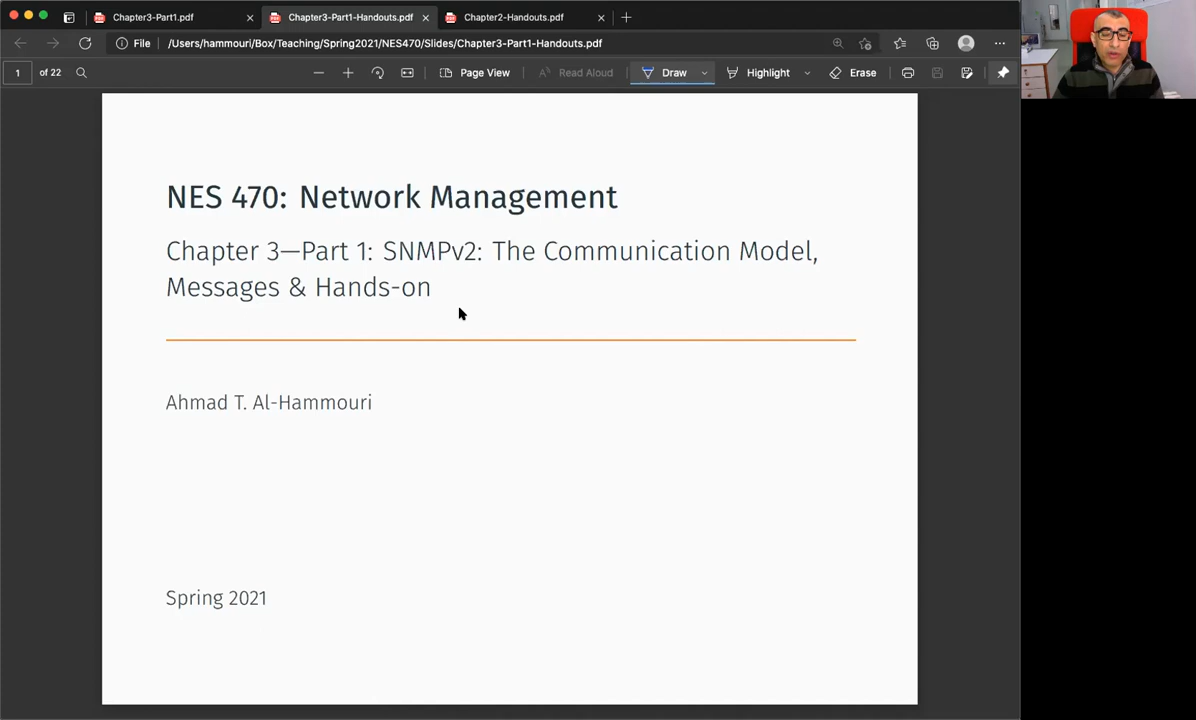 Chapter3-Part1.pdf
Chapter3-Part1-Handouts.pdf
Chapter2-Handouts.pdf
File /Users/hammouri/Box/Teaching/Spring2021/NES470/Slides/Chapter3-Part1-Handouts.pdf
1 of 22 Page View Read Aloud Draw Highlight Erase
NES 470: Network Management
Chapter 3—Part 1: SNMPv2: The Communication Model,
Messages & Hands-on
Ahmad T. Al-Hammouri
Spring 2021